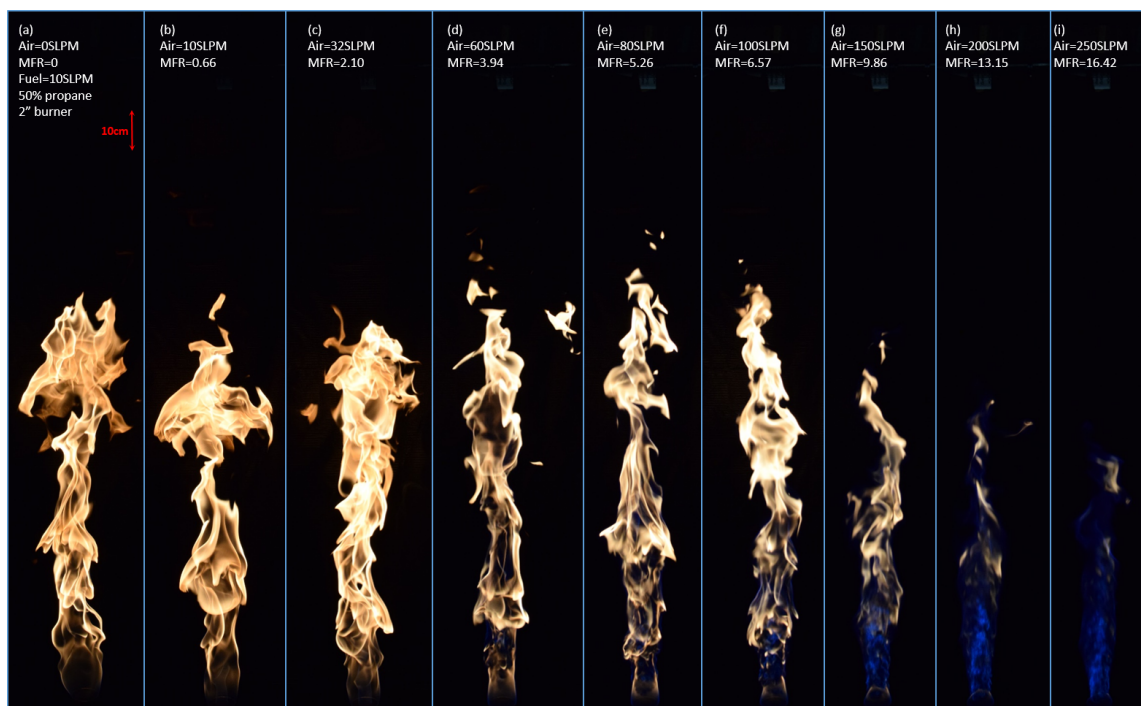 (a)
Air=0SLPM
MFR=0
Fuel=10SLPM
50% propane
2” burner
10cm
(b)
Air=10SLPM
MFR=0.66
(c)
Air=32SLPM
MFR=2.10
(d)
Air=60SLPM
MFR=3.94
(e)
Air=80SLPM
MFR=5.26
(f)
Air=100SLPM
MFR=6.57
(g)
Air=150SLPM
MFR=9.86
(h)
Air=200SLPM
MFR=13.15
(i)
Air=250SLPM
MFR=16.42